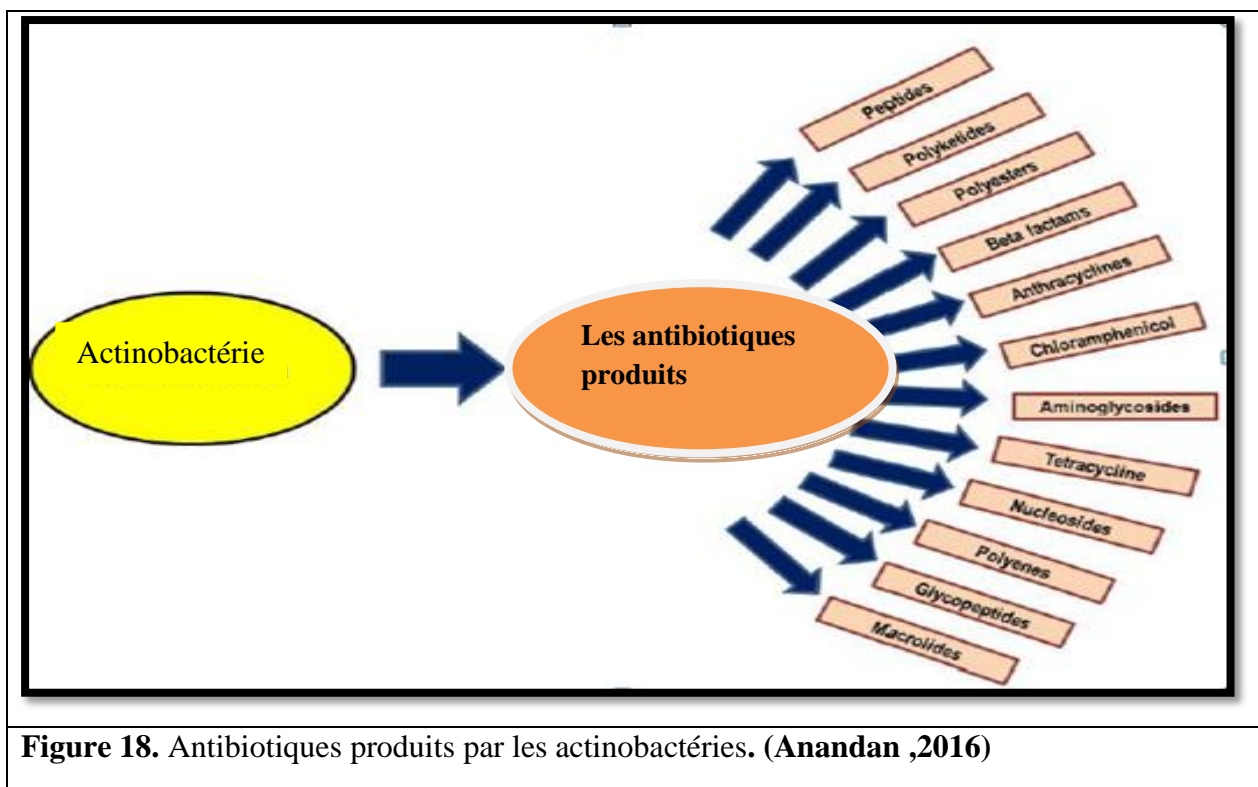 Peptides
Polyketides
Polyesters
Beta lactams
Anthracyclines
Chloramphenicol
Aminoglycosides
Tetracycline
Nucleosides
Polyenes
Glycopeptides
Macrolides
Actinobactérie
Les antibiotiques
produits
Figure 18. Antibiotiques produits par les actinobactéries. (Anandan ,2016)